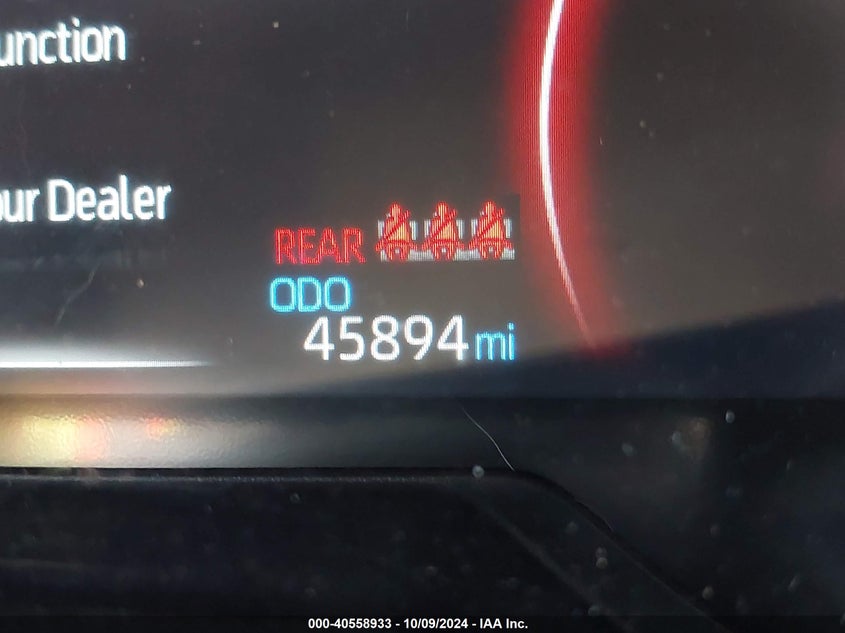 unction
our Dealer
REAR
ODO
45894 mi
000-40558933 - 10/09/2024 - IAA Inc.